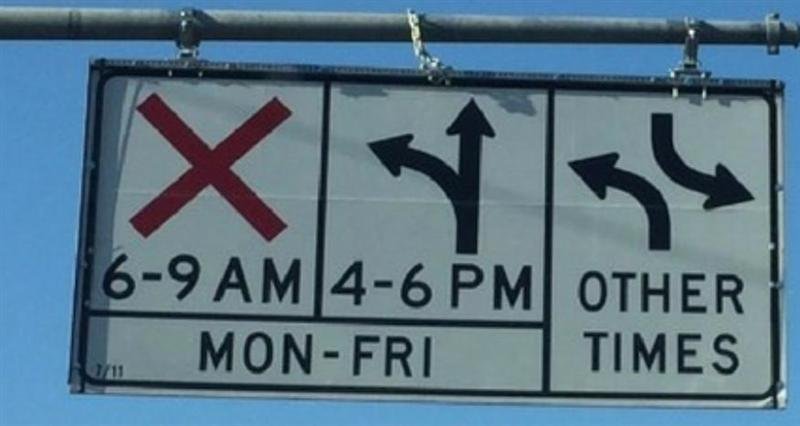 6-9 AM
4-6 PM
OTHER
TIMES
MON-FRI
7/11